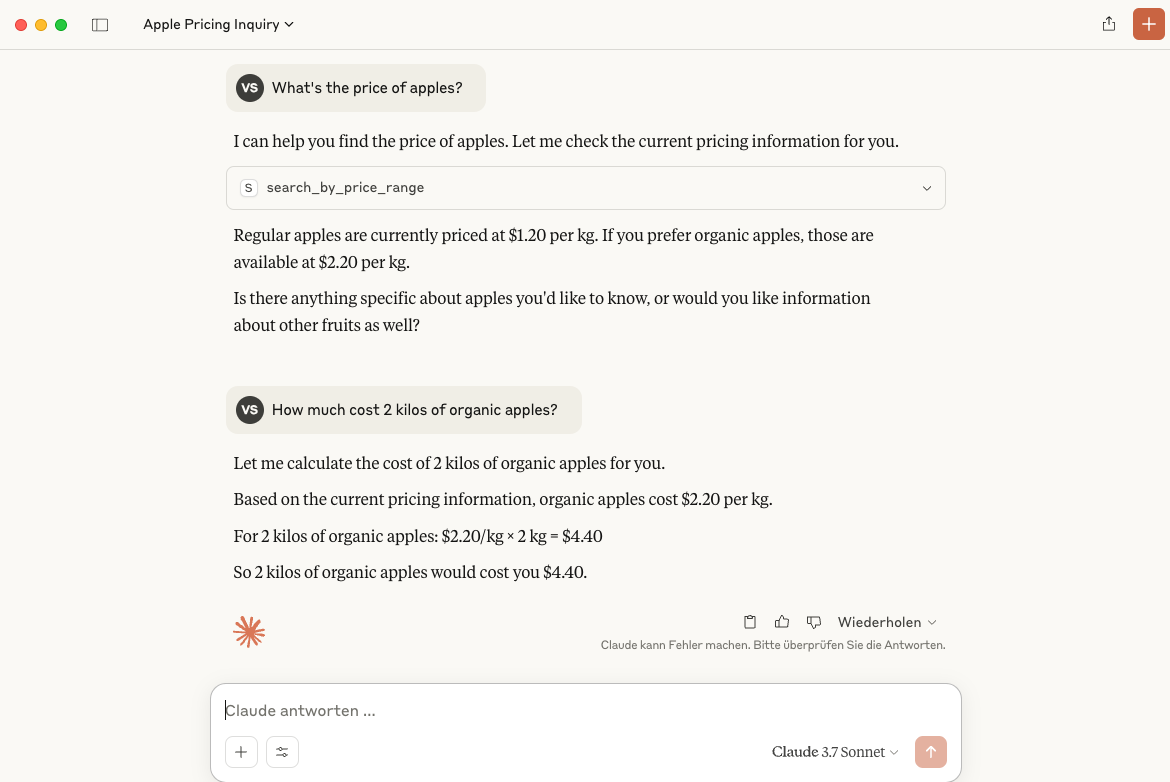 Apple Pricing Inquiry
VS What's the price of apples?
I can help you find the price of apples. Let me check the current pricing information for you.
S search_by_price_range
Regular apples are currently priced at $1.20 per kg. If you prefer organic apples, those are
available at $2.20 per kg.
Is there anything specific about apples you'd like to know, or would you like information
about other fruits as well?
VS How much cost 2 kilos of organic apples?
Let me calculate the cost of 2 kilos of organic apples for you.
Based on the current pricing information, organic apples cost $2.20 per kg.
For 2 kilos of organic apples: $2.20/kg × 2 kg = $4.40
So 2 kilos of organic apples would cost you $4.40.
Wiederholen
Claude kann Fehler machen. Bitte überprüfen Sie die Antworten.
Claude antworten ...
Claude 3.7 Sonnet